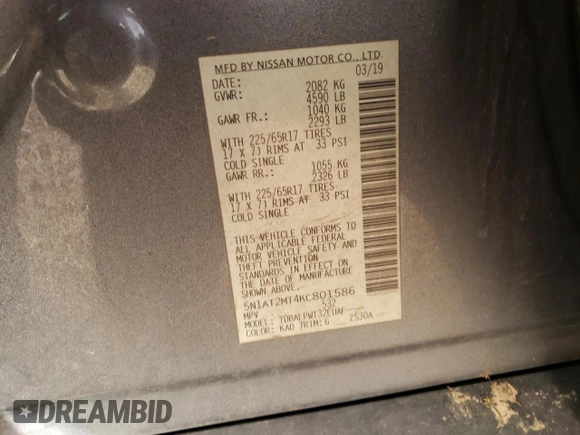 MFD BY NISSAN MOTOR CO., LTD.
DATE: 03/19
GVWR: 2082 KG
4590 LB
GAWR FR.: 1040 KG
2293 LB
WITH 225/65R17 TIRES
17 X 7J RIMS AT 33 PSI
COLD SINGLE
GAWR RR.: 1055 KG
2326 LB
WITH 225/65R17 TIRES
17 X 7J RIMS AT 33 PSI
COLD SINGLE
THIS VEHICLE CONFORMS TO
ALL APPLICABLE FEDERAL
MOTOR VEHICLE SAFETY AND
THEFT PREVENTION
STANDARDS IN EFFECT ON
THE DATE OF MANUFACTURE
SHOWN ABOVE.
5N1AT2MT4KC801586
MPV 532
MODEL: TDBALPWT32EUAF
COLOR: KAD TRIM: G ZS30A
DREAMBID